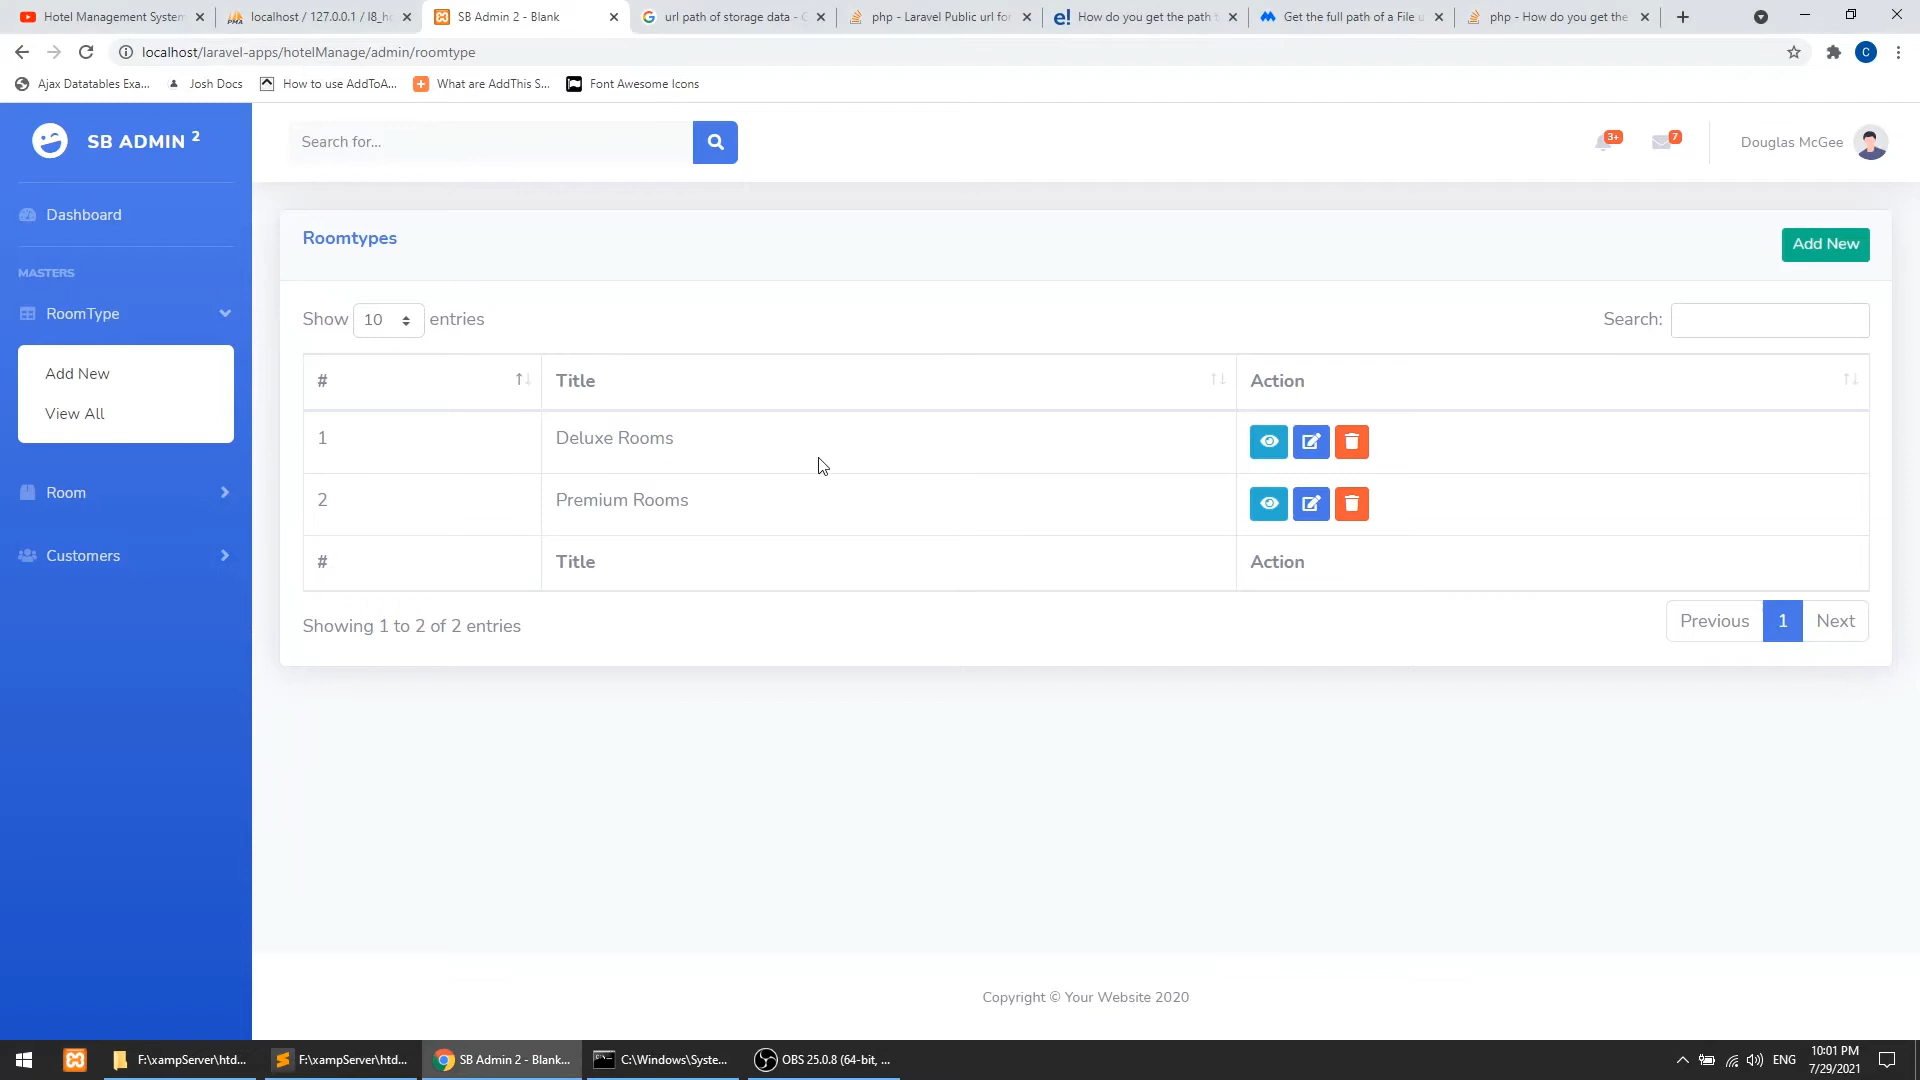 Hotel Management System
localhost / 127.0.0.1 / l8_h
SB Admin 2 - Blank
url path of storage data -
php - Laravel Public url for
How do you get the path
Get the full path of a File u
php - How do you get the
localhost/laravel-apps/hotelManage/admin/roomtype
C
Ajax Datatables Exa...
Josh Docs
How to use AddToA...
What are AddThis S...
Font Awesome Icons
SB ADMIN 2
Search for...
3+
7
Douglas McGee
Dashboard
MASTERS
RoomType
Add New
View All
Room
Customers
Roomtypes
Add New
Show 10 entries
Search:
# Title Action
1 Deluxe Rooms
2 Premium Rooms
# Title Action
Showing 1 to 2 of 2 entries
Previous 1 Next
Copyright © Your Website 2020
F:\xampServer\htd...
F:\xampServer\htd...
SB Admin 2 - Blank...
C:\Windows\Syste...
OBS 25.0.8 (64-bit, ...
ENG
10:01 PM
7/29/2021